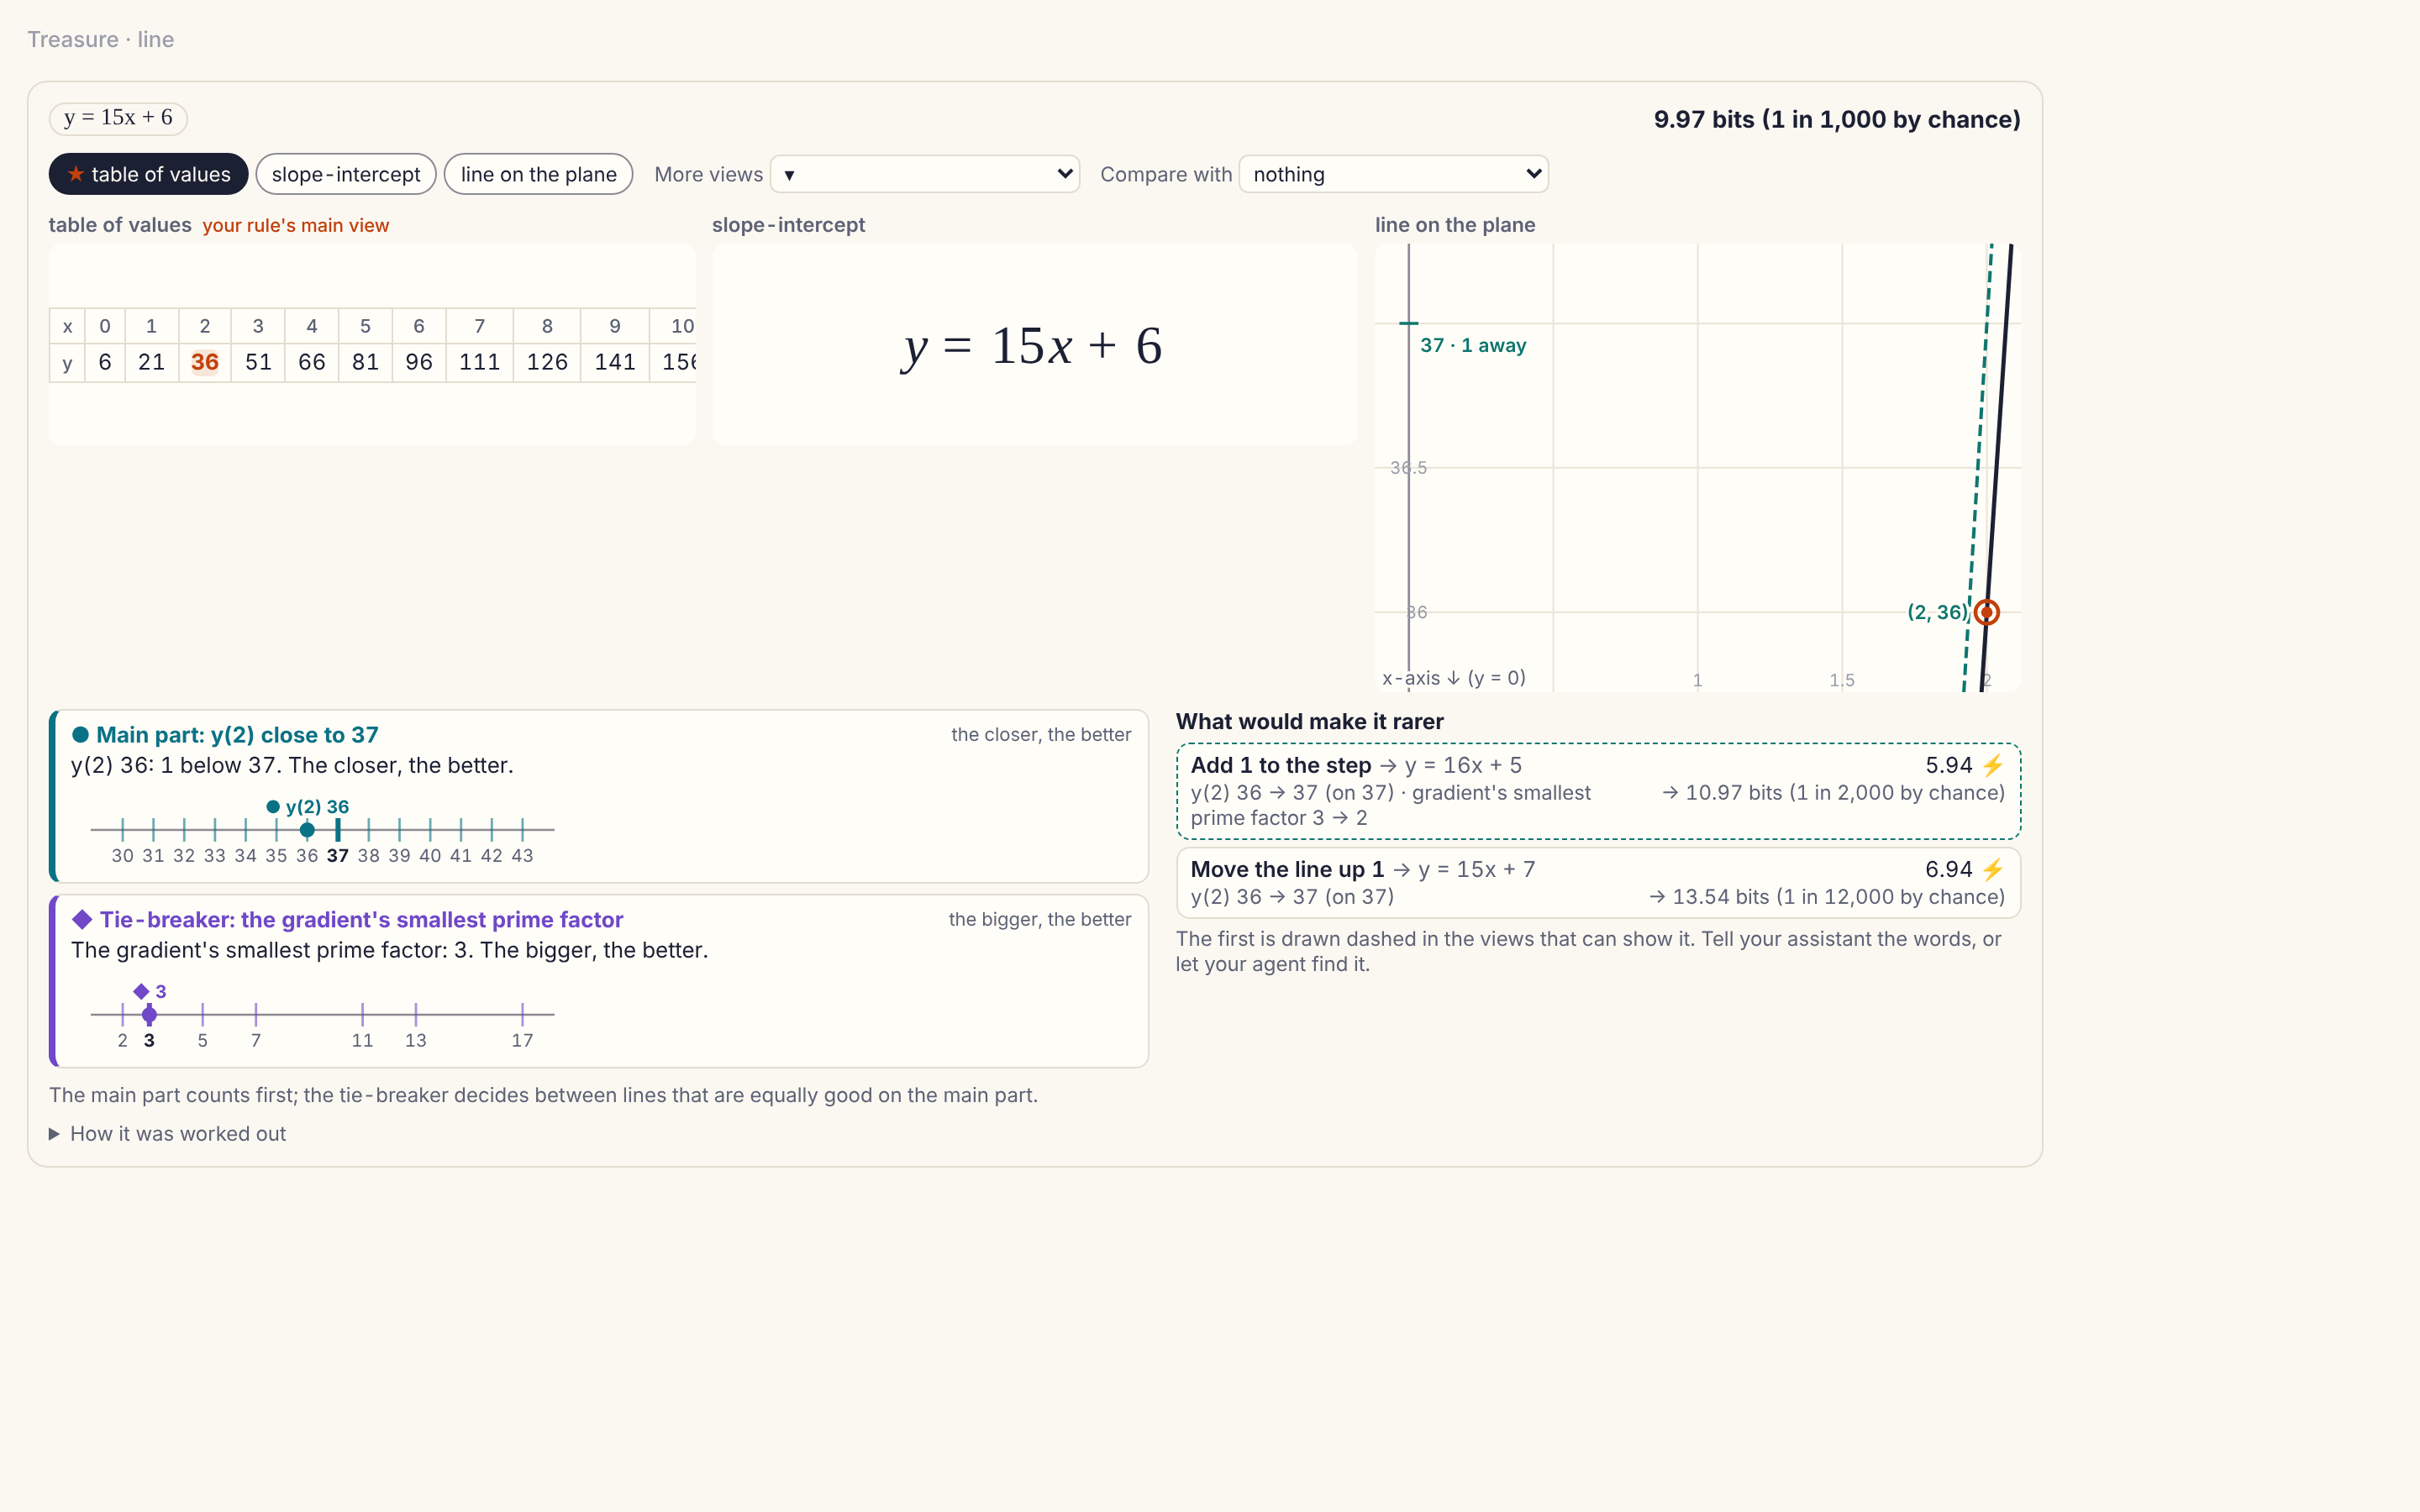 Treasure · line
y = 15x + 6
9.97 bits (1 in 1,000 by chance)
★ table of values
slope-intercept
line on the plane
More views ▾
Compare with nothing
table of values your rule's main view
x 0 1 2 3 4 5 6 7 8 9 10
y 6 21 36 51 66 81 96 111 126 141 156
slope-intercept
y = 15x + 6
line on the plane
37 · 1 away
36.5
36
(2, 36)
x-axis ↓ (y = 0)
1 1.5 2
● Main part: y(2) close to 37 the closer, the better
y(2) 36: 1 below 37. The closer, the better.
● y(2) 36
30 31 32 33 34 35 36 37 38 39 40 41 42 43
◆ Tie-breaker: the gradient's smallest prime factor the bigger, the better
The gradient's smallest prime factor: 3. The bigger, the better.
◆ 3
2 3 5 7 11 13 17
The main part counts first; the tie-breaker decides between lines that are equally good on the main part.
▶ How it was worked out
What would make it rarer
Add 1 to the step → y = 16x + 5 5.94 ⚡
y(2) 36 → 37 (on 37) · gradient's smallest → 10.97 bits (1 in 2,000 by chance)
prime factor 3 → 2
Move the line up 1 → y = 15x + 7 6.94 ⚡
y(2) 36 → 37 (on 37) → 13.54 bits (1 in 12,000 by chance)
The first is drawn dashed in the views that can show it. Tell your assistant the words, or
let your agent find it.